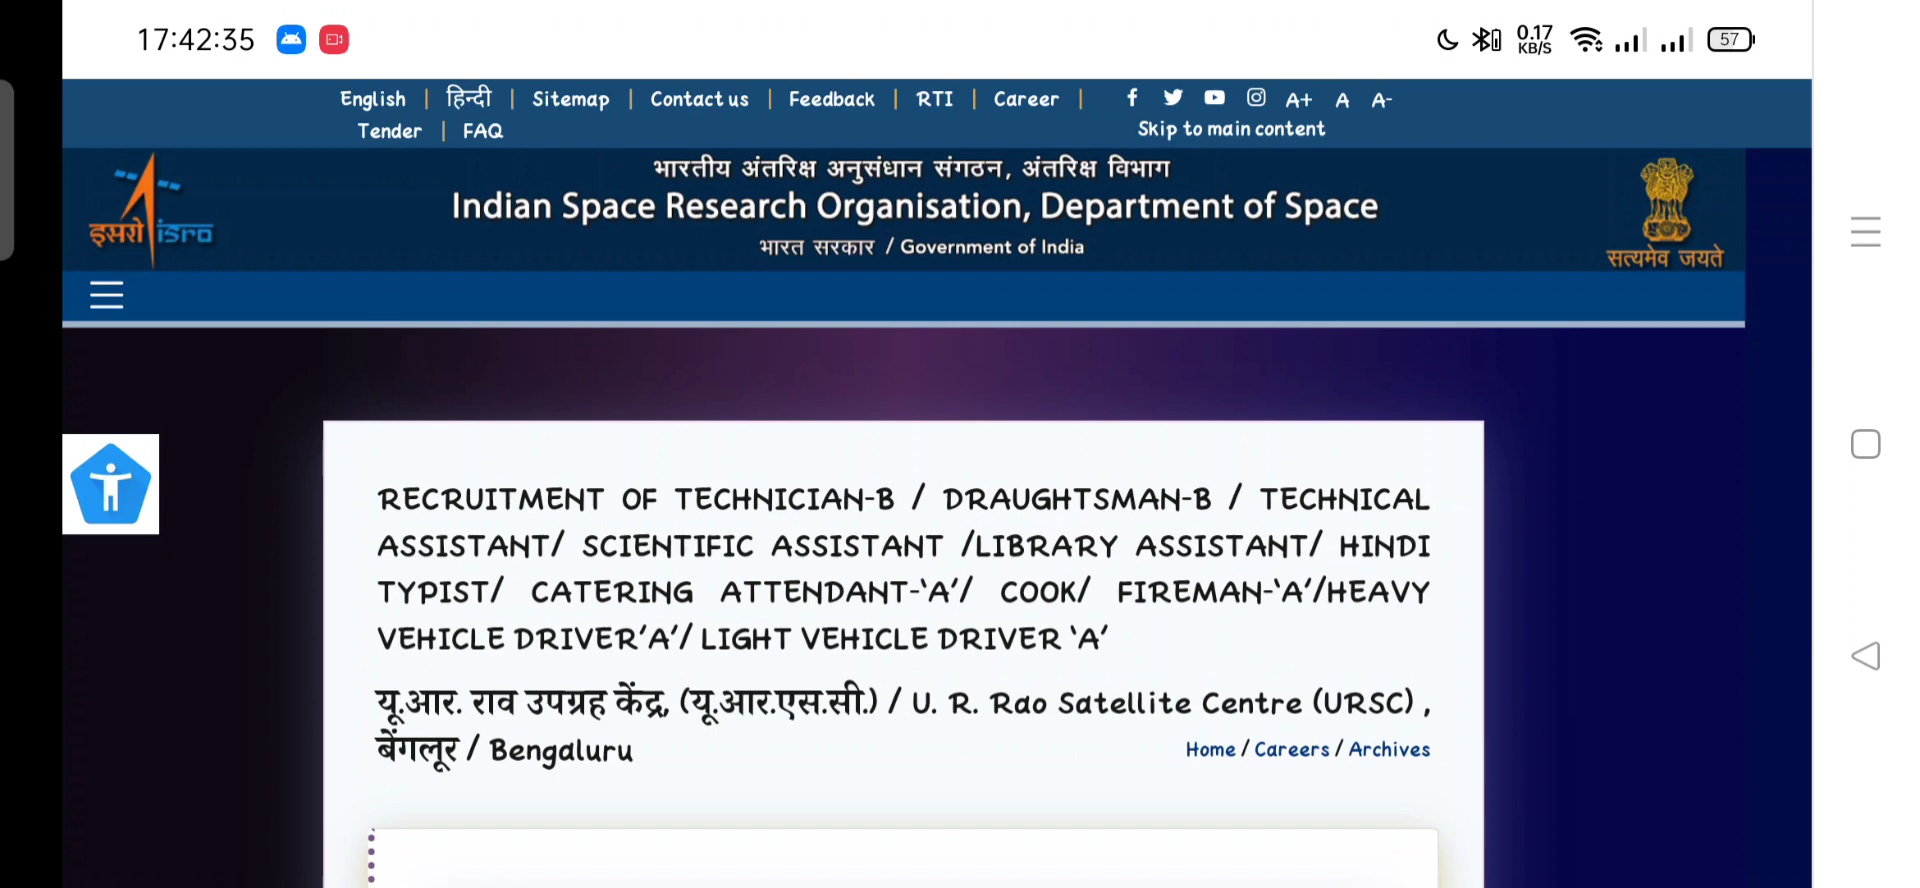 17:42:35
0.17 KB/S
57
English | हिन्दी | Sitemap | Contact us | Feedback | RTI | Career |
Tender | FAQ
A+ A A-
Skip to main content
भारतीय अंतरिक्ष अनुसंधान संगठन, अंतरिक्ष विभाग
Indian Space Research Organisation, Department of Space
भारत सरकार / Government of India
इसरो isro
सत्यमेव जयते
RECRUITMENT OF TECHNICIAN-B / DRAUGHTSMAN-B / TECHNICAL
ASSISTANT/ SCIENTIFIC ASSISTANT /LIBRARY ASSISTANT/ HINDI
TYPIST/ CATERING ATTENDANT-‘A’/ COOK/ FIREMAN-‘A’/HEAVY
VEHICLE DRIVER’A’/ LIGHT VEHICLE DRIVER ‘A’
यू.आर. राव उपग्रह केंद्र, (यू.आर.एस.सी.) / U. R. Rao Satellite Centre (URSC) ,
बेंगलूर / Bengaluru
Home / Careers / Archives